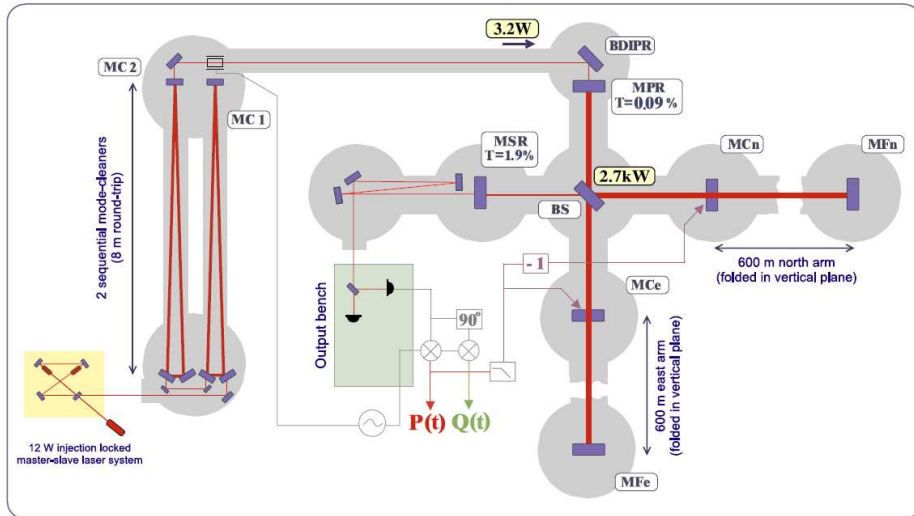 3.2W
BDIPR
MC 2
MPR
T=0.09 %
MC 1
MSR
T=1.9%
MCn
MFn
2.7kW
BS
2 sequential mode-cleaners
(8 m round-trip)
- 1
600 m north arm
(folded in vertical plane)
MCe
Output bench
90°
600 m east arm
(folded in vertical plane)
P(t)
Q(t)
12 W injection locked
master-slave laser system
MFe